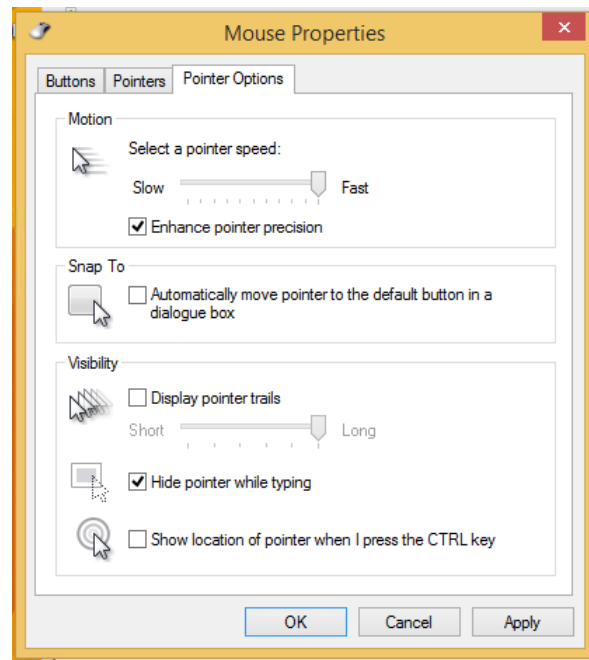 Mouse Properties
Buttons Pointers Pointer Options
Motion
Select a pointer speed:
Slow Fast
Enhance pointer precision
Snap To
Automatically move pointer to the default button in a
dialogue box
Visibility
Display pointer trails
Short Long
Hide pointer while typing
Show location of pointer when I press the CTRL key
OK Cancel Apply